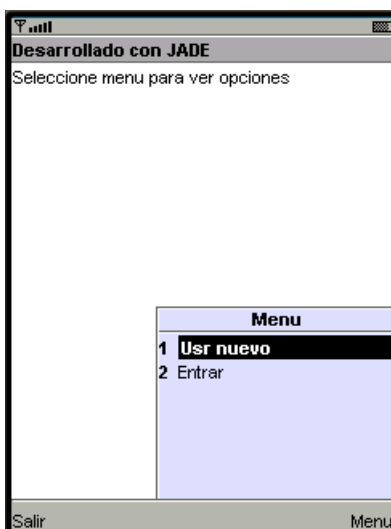 Desarrollado con JADE
Seleccione menu para ver opciones
Menu
1 Usr nuevo
2 Entrar
Salir Menu